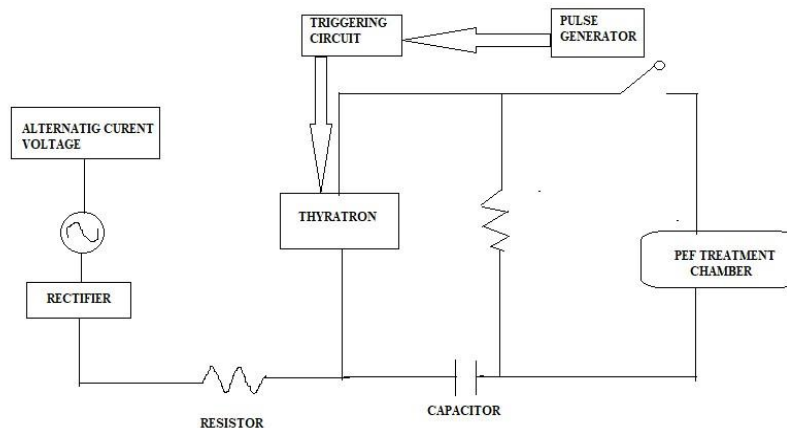 TRIGGERING
CIRCUIT
PULSE
GENERATOR
ALTERNATIG CURENT
VOLTAGE
THYRATRON
PEF TREATMENT
CHAMBER
RECTIFIER
CAPACITOR
RESISTOR